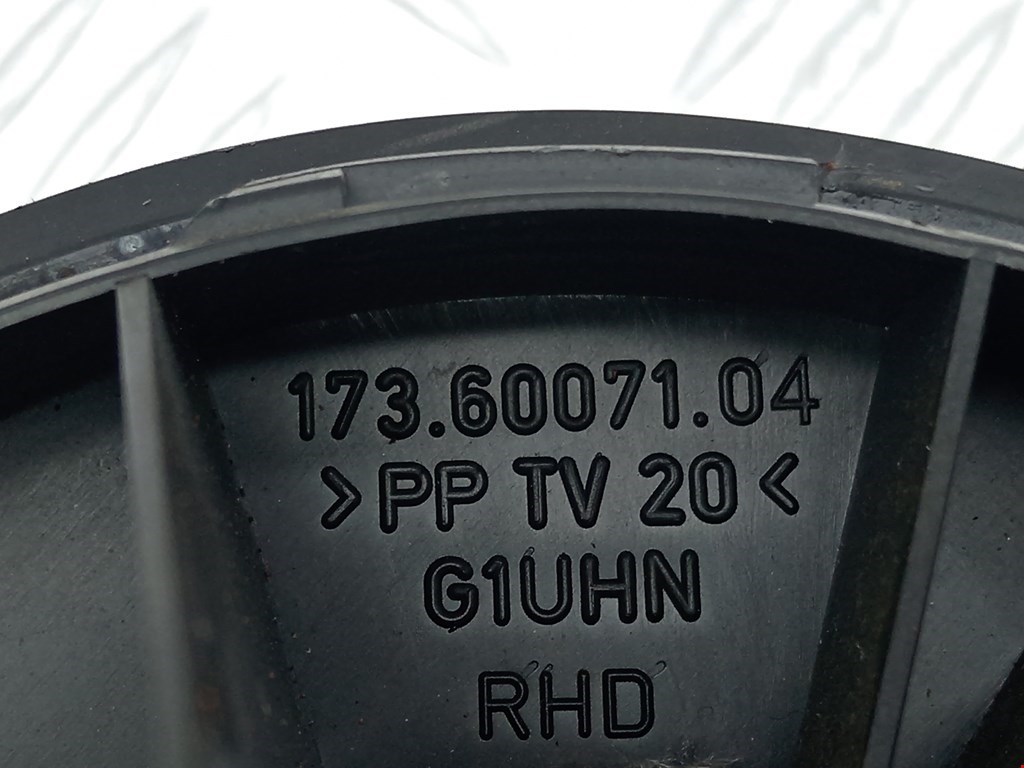 173.60071.04
>PP TV 20<
G1UHN
RHD